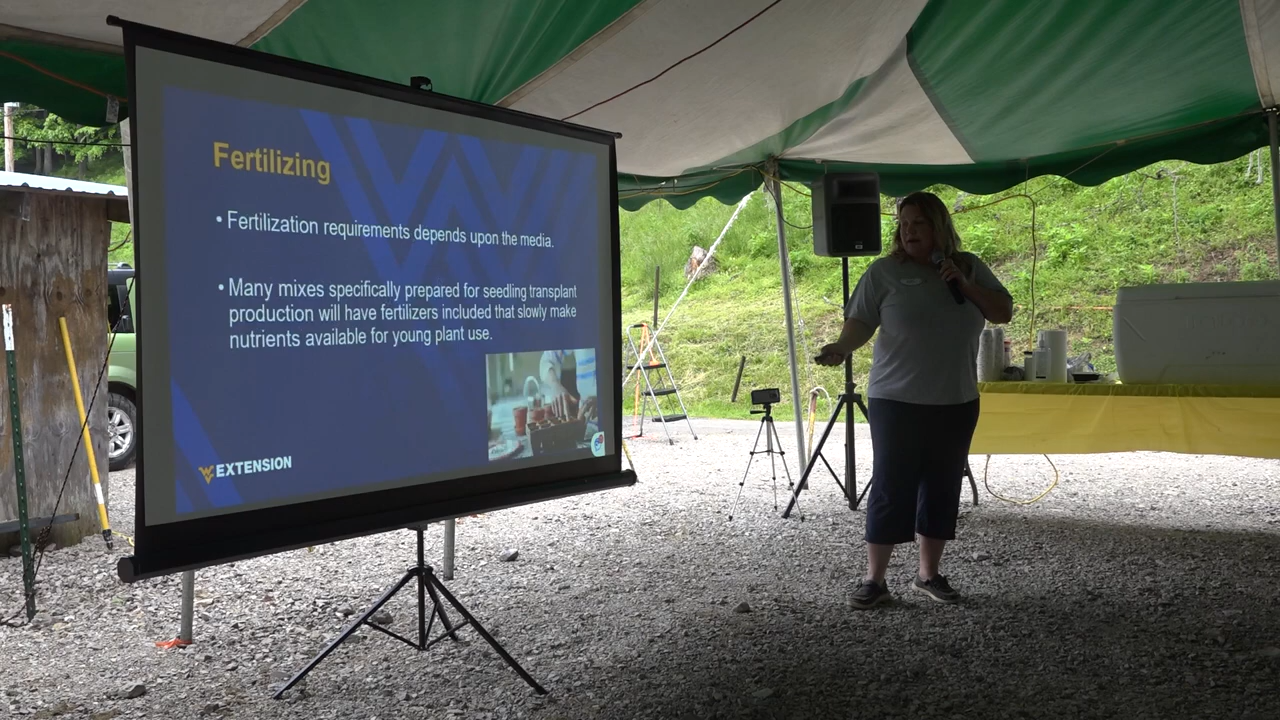 Fertilizing
• Fertilization requirements depends upon the media.
• Many mixes specifically prepared for seedling transplant
production will have fertilizers included that slowly make
nutrients available for young plant use.
EXTENSION